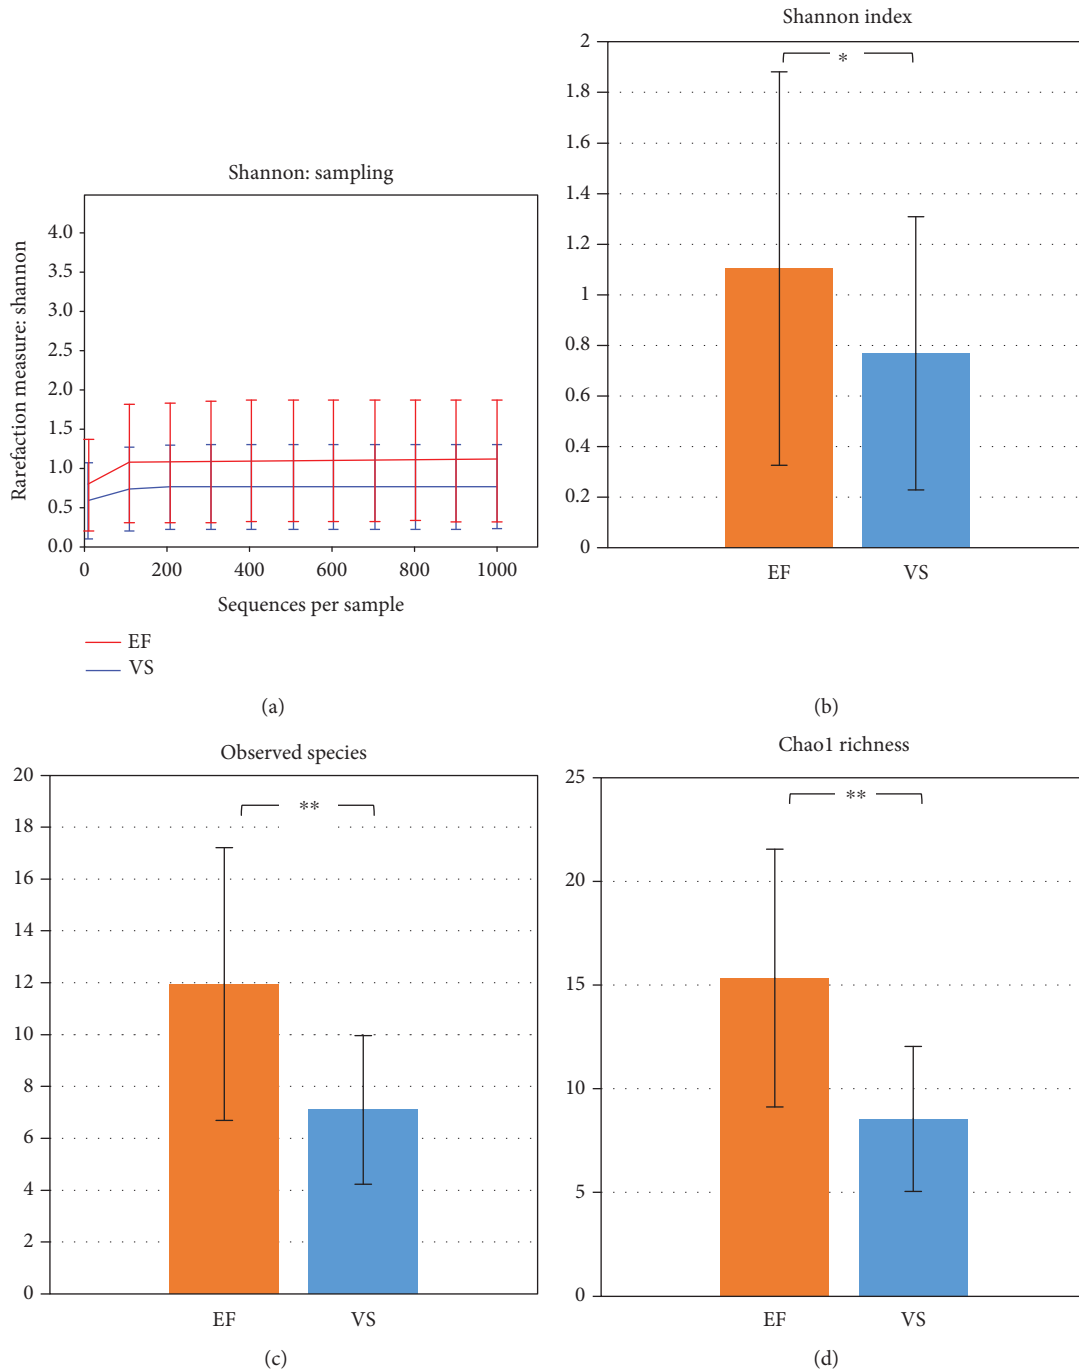 Shannon: sampling
Rarefaction measure: shannon
4.0
3.5
3.0
2.5
2.0
1.5
1.0
0.5
0.0
0 200 400 600 800 1000
Sequences per sample
EF
VS
(a)
Shannon index
2
1.8
1.6
1.4
1.2
1
0.8
0.6
0.4
0.2
0
*
EF VS
(b)
Observed species
20
18
16
14
12
10
8
6
4
2
0
**
EF VS
(c)
Chao1 richness
25
20
15
10
5
0
**
EF VS
(d)